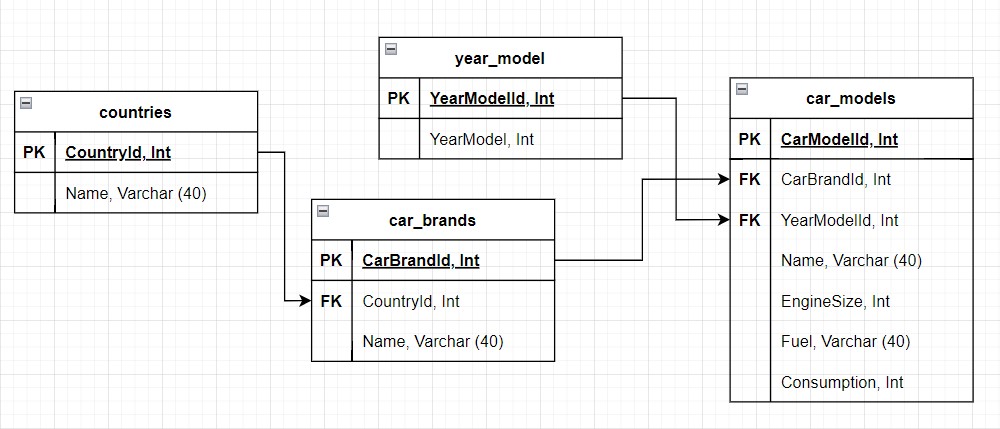 countries
PK CountryId, Int
Name, Varchar (40)
year_model
PK YearModelId, Int
YearModel, Int
car_brands
PK CarBrandId, Int
FK CountryId, Int
Name, Varchar (40)
car_models
PK CarModelId, Int
FK CarBrandId, Int
FK YearModelId, Int
Name, Varchar (40)
EngineSize, Int
Fuel, Varchar (40)
Consumption, Int